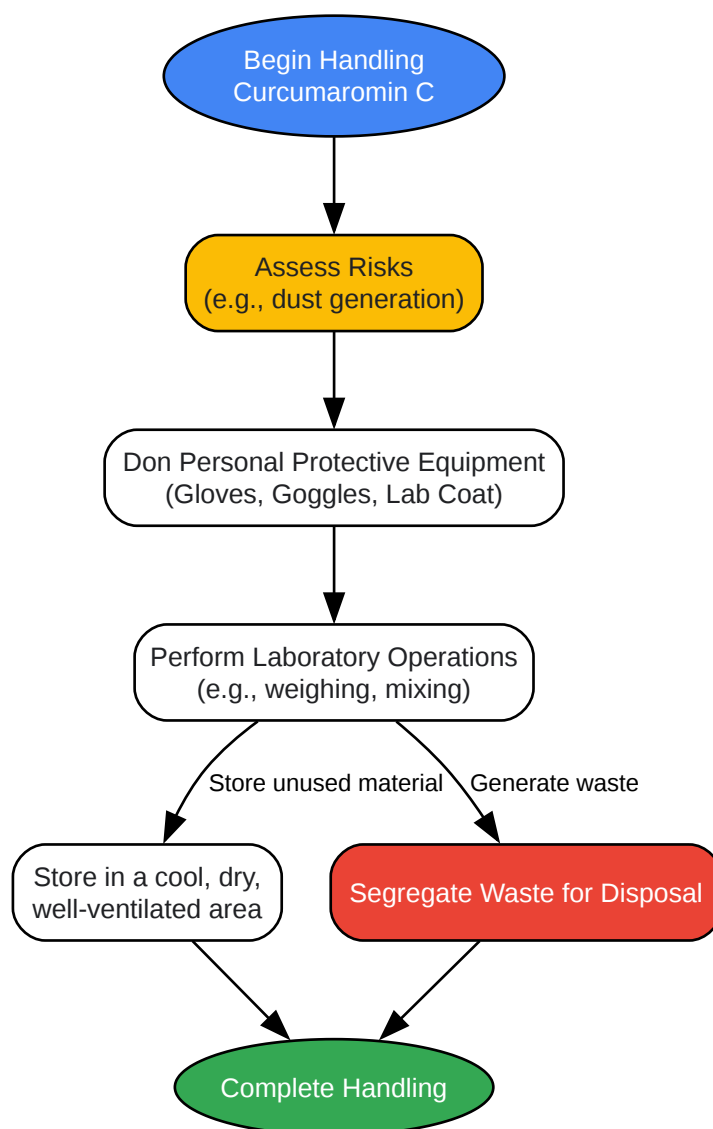 Begin Handling
Curcumaromin C
Assess Risks
(e.g., dust generation)
Don Personal Protective Equipment
(Gloves, Goggles, Lab Coat)
Perform Laboratory Operations
(e.g., weighing, mixing)
Store unused material
Generate waste
Store in a cool, dry,
well-ventilated area
Segregate Waste for Disposal
Complete Handling